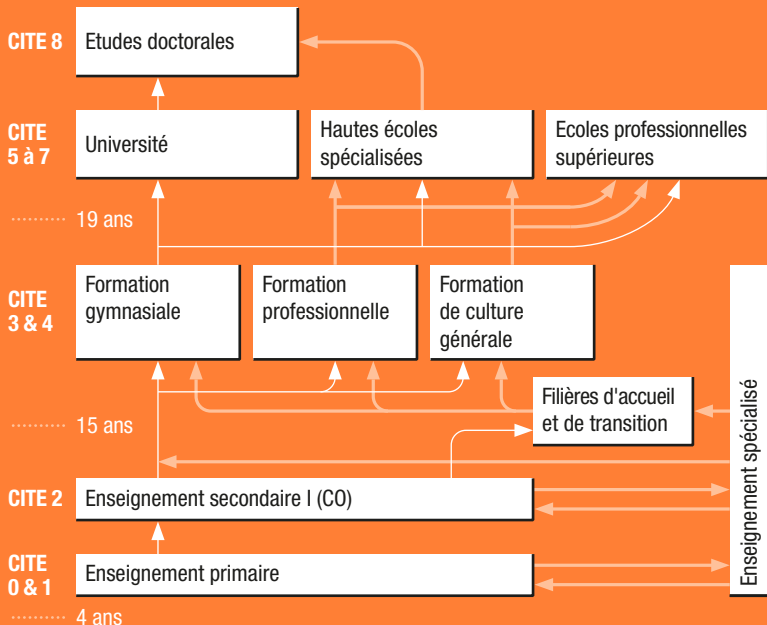 CITE 8
Etudes doctorales
CITE
5 à 7
Université
Hautes écoles
spécialisées
Ecoles professionnelles
supérieures
19 ans
CITE
3 & 4
Formation
gymnasiale
Formation
professionnelle
Formation
de culture
générale
Filières d'accueil
et de transition
15 ans
Enseignement spécialisé
CITE 2
Enseignement secondaire I (CO)
CITE
0 & 1
Enseignement primaire
4 ans